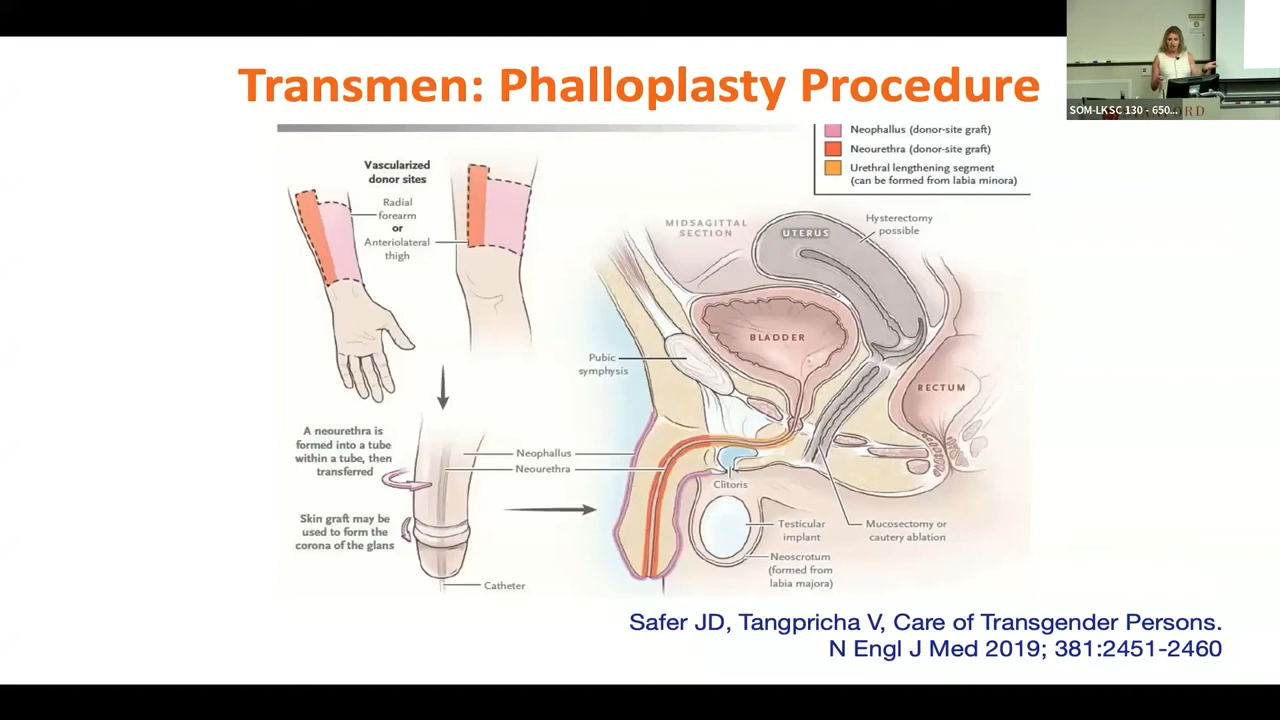 Transmen: Phalloplasty Procedure
SOM-LKSC 130 - 650...
Neophallus (donor-site graft)
Neourethra (donor-site graft)
Urethral lengthening segment
(can be formed from labia minora)
Vascularized
donor sites
Radial
forearm
or
Anteriolateral
thigh
MIDSAGITTAL
SECTION
UTERUS
Hysterectomy
possible
BLADDER
Pubic
symphysis
RECTUM
A neourethra is
formed into a tube
within a tube, then
transferred
Neophallus
Neourethra
Clitoris
Skin graft may be
used to form the
corona of the glans
Testicular
implant
Mucosectomy or
cautery ablation
Neoscrotum
(formed from
labia majora)
Catheter
Safer JD, Tangpricha V, Care of Transgender Persons.
N Engl J Med 2019; 381:2451-2460